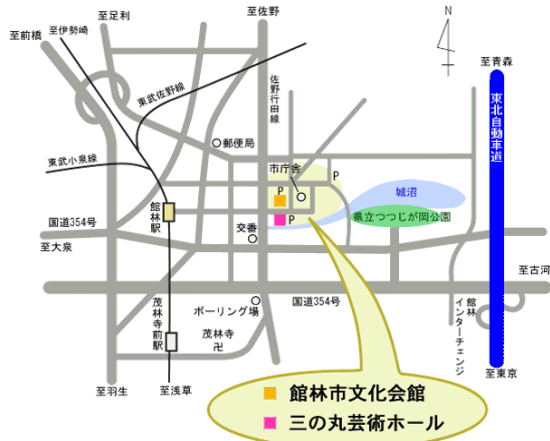 至佐野
N
至足利
至伊勢崎
至前橋
至青森
東武佐野線
佐野行田線
東北自動車道
郵便局
市庁舎
P
東武小泉線
P
城沼
館林駅
P
県立つつじが岡公園
国道354号
交番
至大泉
至古河
茂林寺前駅
ボーリング場
国道354号
館林インターチェンジ
茂林寺
卍
至羽生
至浅草
至東京
館林市文化会館
三の丸芸術ホール